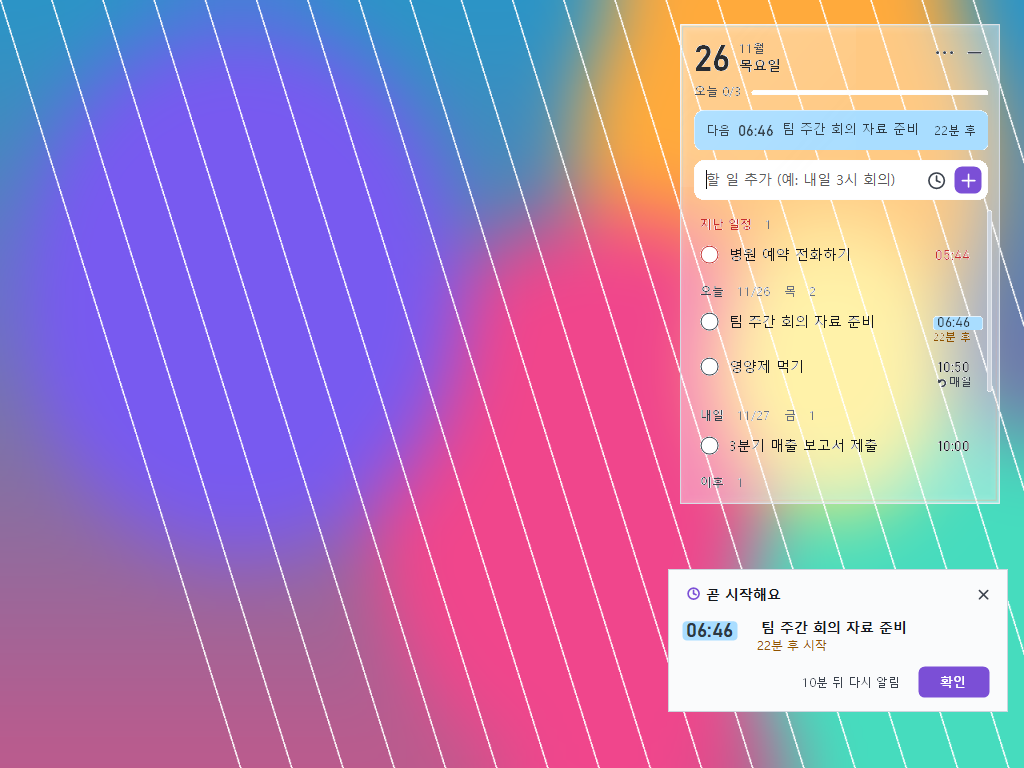 26
11월
목요일
오늘 0/3
다음 06:46 팀 주간 회의 자료 준비 22분 후
할 일 추가 (예: 내일 3시 회의)
지난 일정 1
병원 예약 전화하기 05:44
오늘 11/26 목 2
팀 주간 회의 자료 준비 06:46
22분 후
영양제 먹기 10:50
매일
내일 11/27 금 1
3분기 매출 보고서 제출 10:00
이후 1
곧 시작해요
06:46 팀 주간 회의 자료 준비
22분 후 시작
10분 뒤 다시 알림 확인